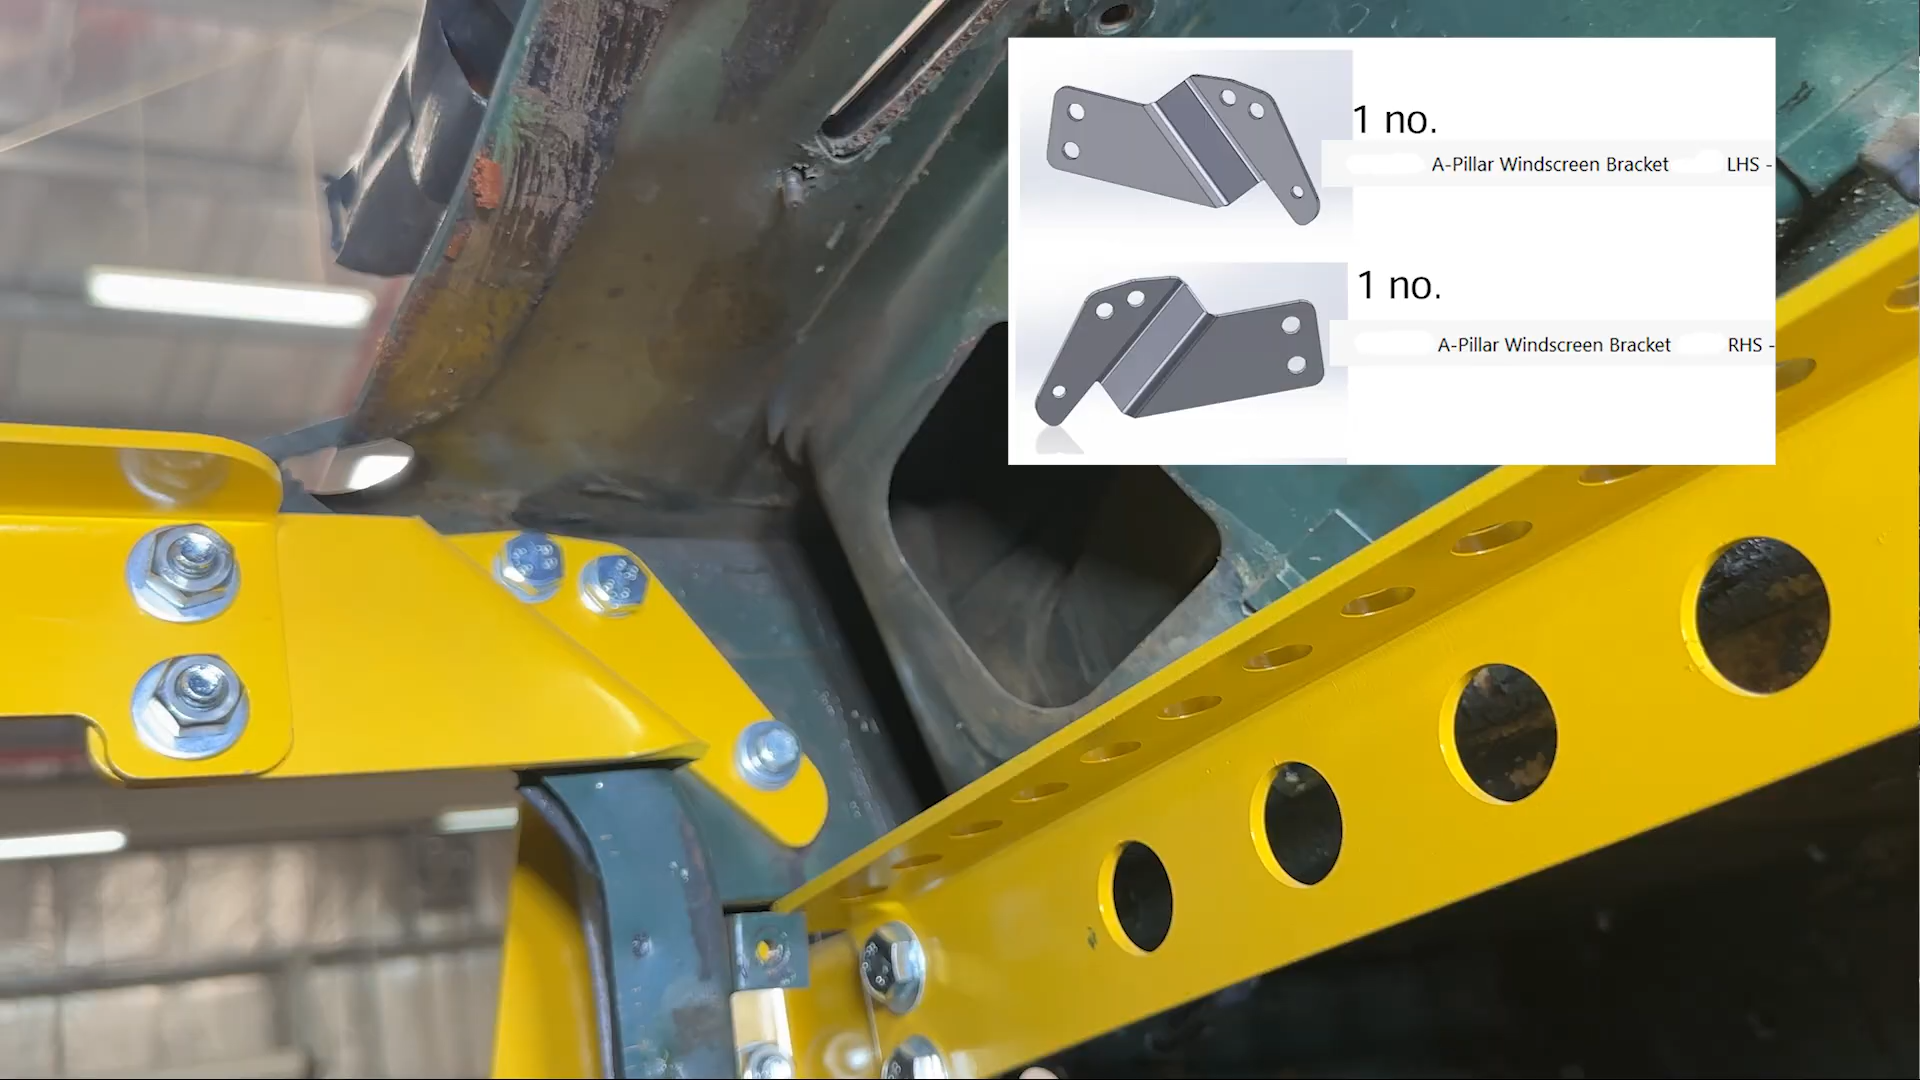 1 no.
A-Pillar Windscreen Bracket LHS -
1 no.
A-Pillar Windscreen Bracket RHS -